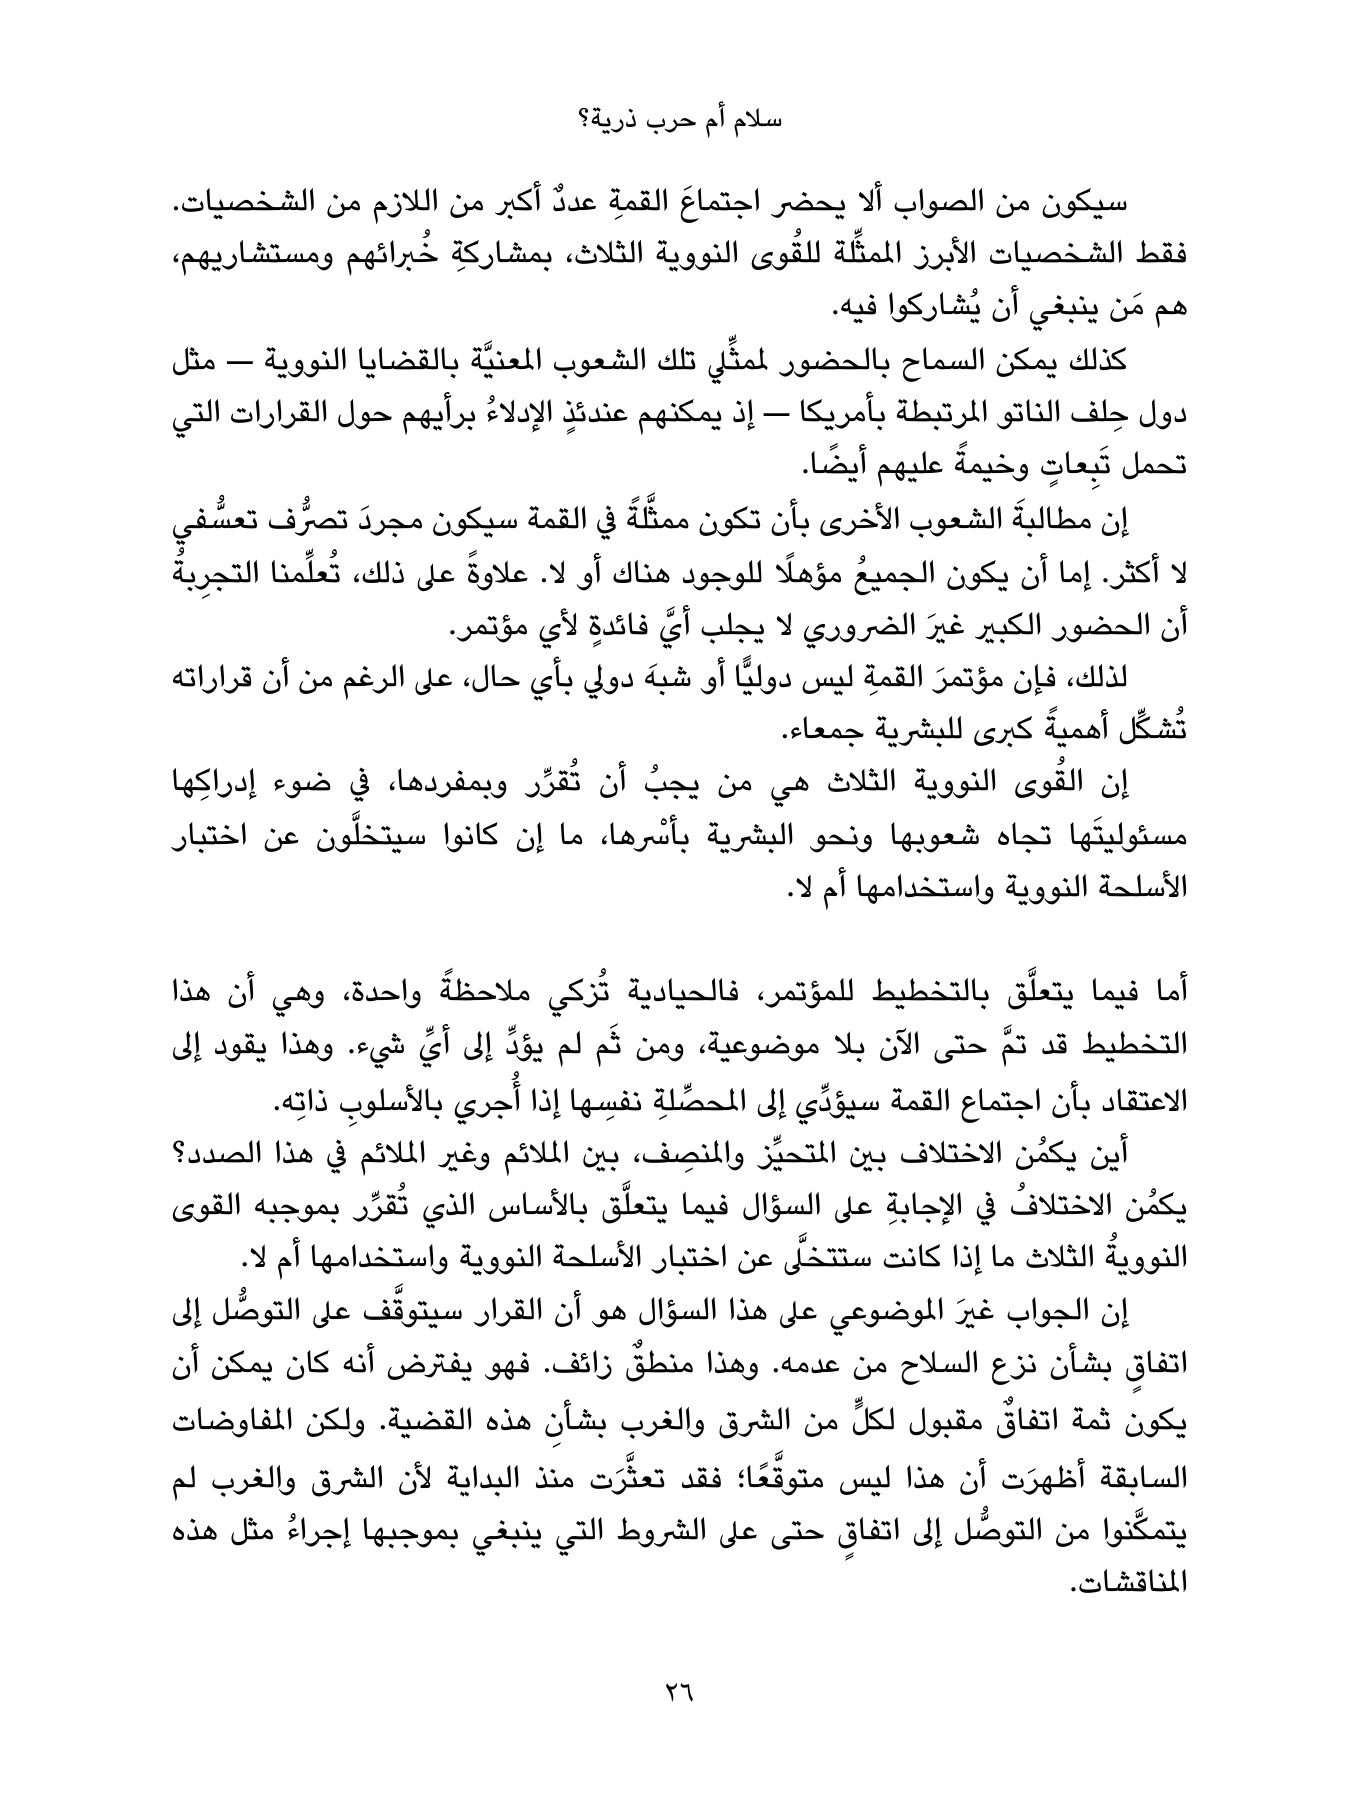 سلام أم حرب ذرية؟
سيكون من الصواب ألا يحضر اجتماعَ القمةِ عددٌ أكبر من اللازم من الشخصيات.
فقط الشخصيات الأبرز الممثِّلة للقُوى النووية الثلاث، بمشاركةِ خُبرائهم ومستشاريهم،
هم مَن ينبغي أن يُشاركوا فيه.
كذلك يمكن السماح بالحضور لممثِّلي تلك الشعوب المعنيَّة بالقضايا النووية — مثل
دول حِلف الناتو المرتبطة بأمريكا — إذ يمكنهم عندئذٍ الإدلاءُ برأيهم حول القرارات التي
تحمل تَبِعاتٍ وخيمةً عليهم أيضًا.
إن مطالبةَ الشعوب الأخرى بأن تكون ممثَّلةً في القمة سيكون مجردَ تصرُّف تعسُّفي
لا أكثر. إما أن يكون الجميعُ مؤهلًا للوجود هناك أو لا. علاوةً على ذلك، تُعلِّمنا التجرِبةُ
أن الحضور الكبير غيرَ الضروري لا يجلب أيَّ فائدةٍ لأي مؤتمر.
لذلك، فإن مؤتمرَ القمةِ ليس دوليًّا أو شبهَ دولي بأي حال، على الرغم من أن قراراته
تُشكِّل أهميةً كبرى للبشرية جمعاء.
إن القُوى النووية الثلاث هي من يجبُ أن تُقرِّر وبمفردها، في ضوء إدراكِها
مسئوليتَها تجاه شعوبها ونحو البشرية بأسْرها، ما إن كانوا سيتخلَّون عن اختبار
الأسلحة النووية واستخدامها أم لا.
أما فيما يتعلَّق بالتخطيط للمؤتمر، فالحيادية تُزكي ملاحظةً واحدة، وهي أن هذا
التخطيط قد تمَّ حتى الآن بلا موضوعية، ومن ثَم لم يؤدِّ إلى أيِّ شيء. وهذا يقود إلى
الاعتقاد بأن اجتماع القمة سيؤدِّي إلى المحصِّلةِ نفسِها إذا أُجري بالأسلوبِ ذاتِه.
أين يكمُن الاختلاف بين المتحيِّز والمنصِف، بين الملائم وغير الملائم في هذا الصدد؟
يكمُن الاختلافُ في الإجابةِ على السؤال فيما يتعلَّق بالأساس الذي تُقرِّر بموجبه القوى
النوويةُ الثلاث ما إذا كانت ستتخلَّى عن اختبار الأسلحة النووية واستخدامها أم لا.
إن الجواب غيرَ الموضوعي على هذا السؤال هو أن القرار سيتوقَّف على التوصُّل إلى
اتفاقٍ بشأن نزع السلاح من عدمه. وهذا منطقٌ زائف. فهو يفترض أنه كان يمكن أن
يكون ثمة اتفاقٌ مقبول لكلٍّ من الشرق والغرب بشأنِ هذه القضية. ولكن المفاوضات
السابقة أظهرَت أن هذا ليس متوقَّعًا؛ فقد تعثَّرَت منذ البداية لأن الشرق والغرب لم
يتمكَّنوا من التوصُّل إلى اتفاقٍ حتى على الشروط التي ينبغي بموجبها إجراءُ مثل هذه
المناقشات.
٢٦